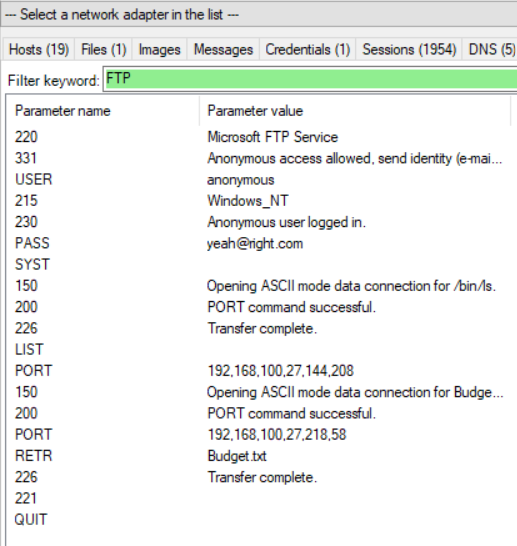 --- Select a network adapter in the list ---
Hosts (19) Files (1) Images Messages Credentials (1) Sessions (1954) DNS (5)
Filter keyword: FTP
Parameter name Parameter value
220 Microsoft FTP Service
331 Anonymous access allowed, send identity (e-mai...
USER anonymous
215 Windows_NT
230 Anonymous user logged in.
PASS yeah@right.com
SYST
150 Opening ASCII mode data connection for /bin/ls.
200 PORT command successful.
226 Transfer complete.
LIST
PORT 192,168,100,27,144,208
150 Opening ASCII mode data connection for Budge...
200 PORT command successful.
PORT 192,168,100,27,218,58
RETR Budget.txt
226 Transfer complete.
221
QUIT